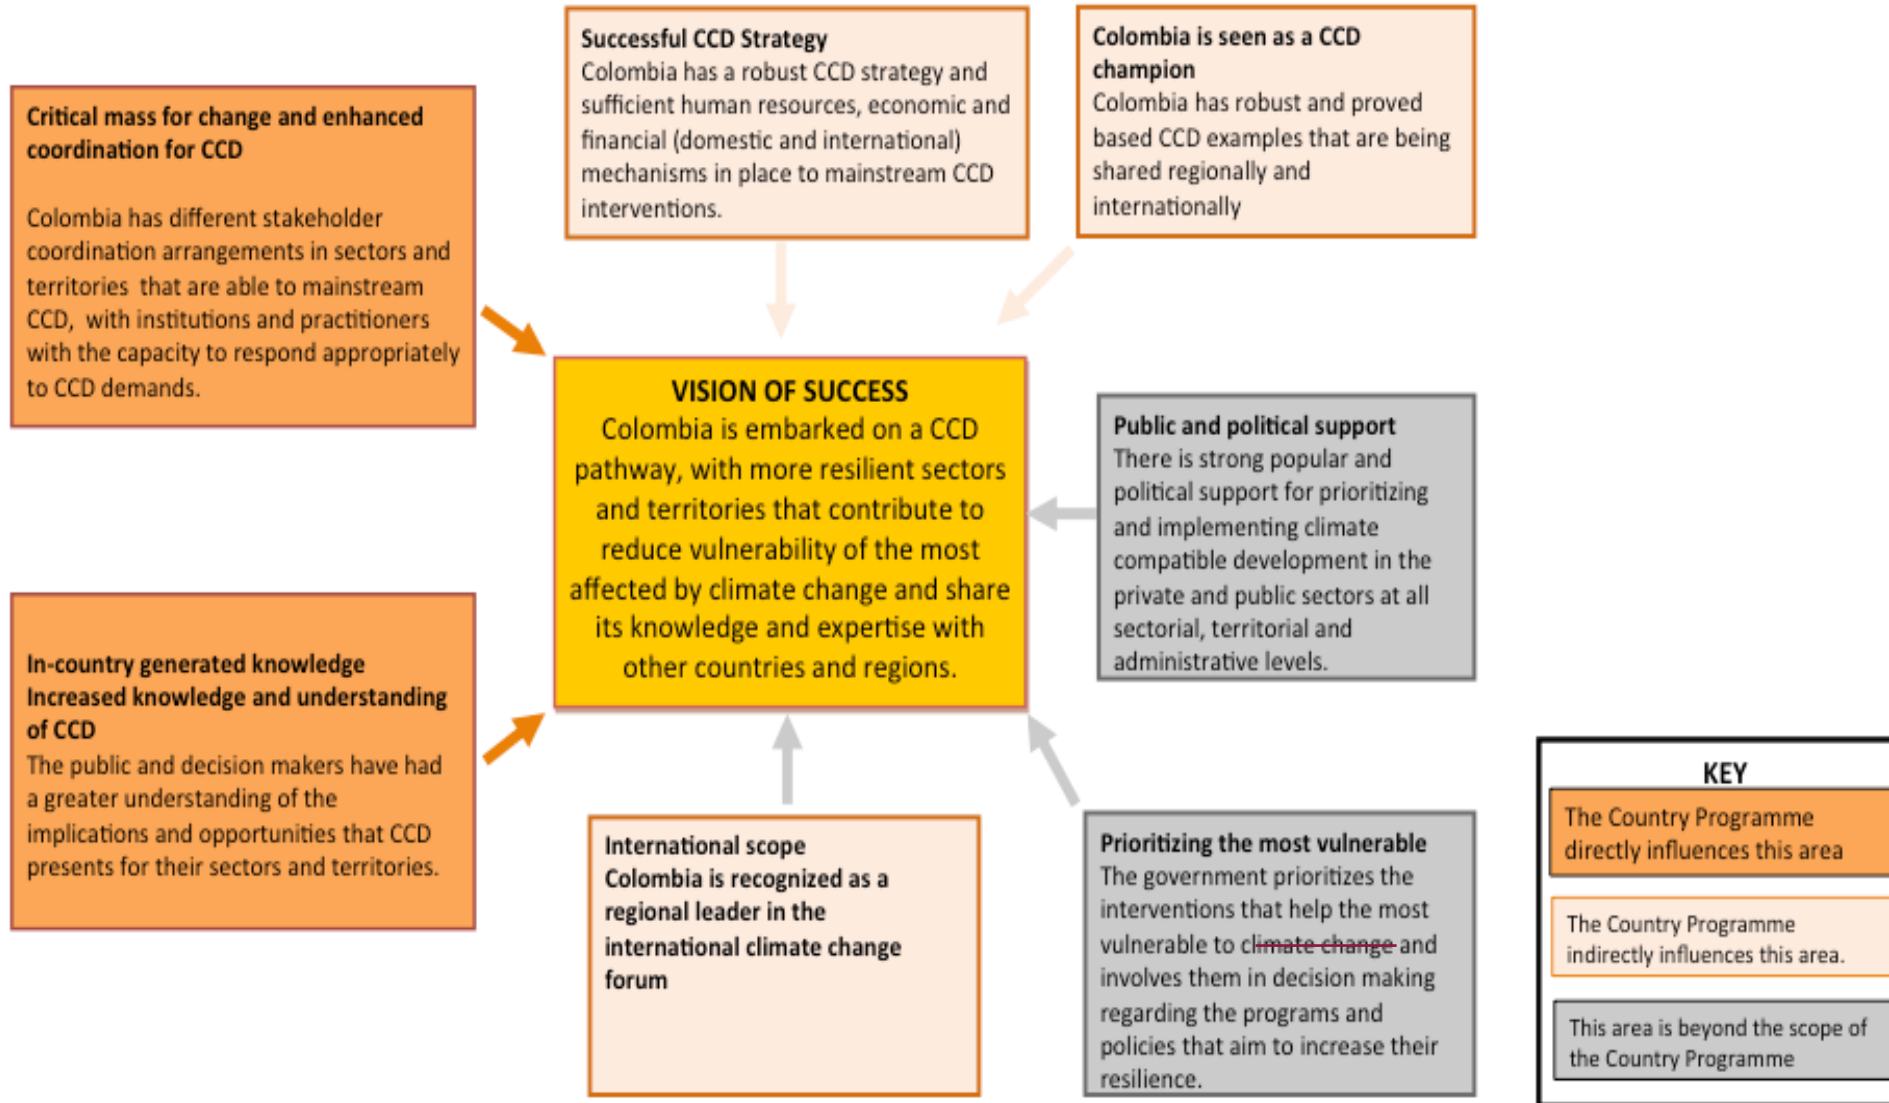 Successful CCD Strategy
Colombia has a robust CCD strategy and
sufficient human resources, economic and
financial (domestic and international)
mechanisms in place to mainstream CCD
interventions.
Colombia is seen as a CCD
champion
Colombia has robust and proved
based CCD examples that are being
shared regionally and
internationally
Critical mass for change and enhanced
coordination for CCD
Colombia has different stakeholder
coordination arrangements in sectors and
territories that are able to mainstream
CCD, with institutions and practitioners
with the capacity to respond appropriately
to CCD demands.
VISION OF SUCCESS
Colombia is embarked on a CCD
pathway, with more resilient sectors
and territories that contribute to
reduce vulnerability of the most
affected by climate change and share
its knowledge and expertise with
other countries and regions.
Public and political support
There is strong popular and
political support for prioritizing
and implementing climate
compatible development in the
private and public sectors at all
sectorial, territorial and
administrative levels.
In-country generated knowledge
Increased knowledge and understanding
of CCD
The public and decision makers have had
a greater understanding of the
implications and opportunities that CCD
presents for their sectors and territories.
International scope
Colombia is recognized as a
regional leader in the
international climate change
forum
Prioritizing the most vulnerable
The government prioritizes the
interventions that help the most
vulnerable to climate change and
involves them in decision making
regarding the programs and
policies that aim to increase their
resilience.
KEY
The Country Programme
directly influences this area
The Country Programme
indirectly influences this area.
This area is beyond the scope of
the Country Programme